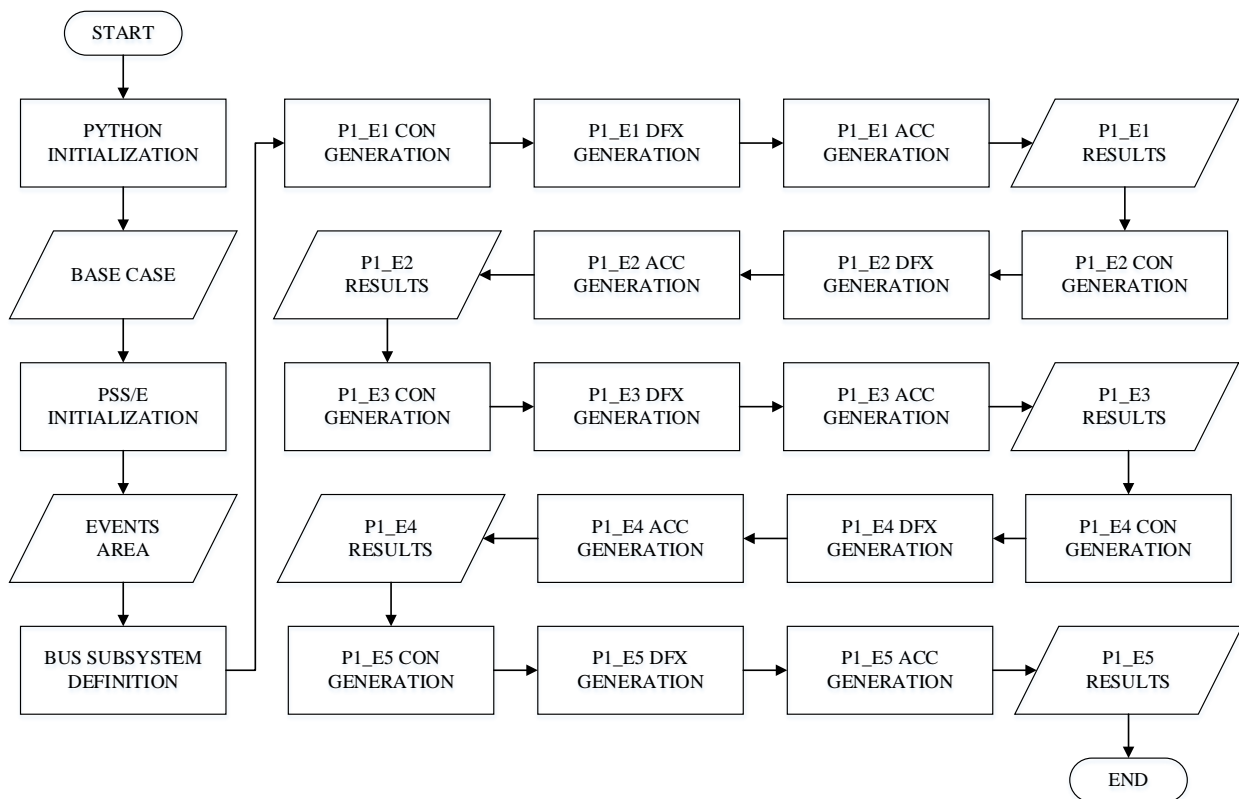 START
PYTHON
INITIALIZATION
BASE CASE
PSS/E
INITIALIZATION
EVENTS
AREA
BUS SUBSYSTEM
DEFINITION
P1_E1 CON
GENERATION
P1_E1 DFX
GENERATION
P1_E1 ACC
GENERATION
P1_E1
RESULTS
P1_E2 CON
GENERATION
P1_E2 DFX
GENERATION
P1_E2 ACC
GENERATION
P1_E2
RESULTS
P1_E3 CON
GENERATION
P1_E3 DFX
GENERATION
P1_E3 ACC
GENERATION
P1_E3
RESULTS
P1_E4 CON
GENERATION
P1_E4 DFX
GENERATION
P1_E4 ACC
GENERATION
P1_E4
RESULTS
P1_E5 CON
GENERATION
P1_E5 DFX
GENERATION
P1_E5 ACC
GENERATION
P1_E5
RESULTS
END